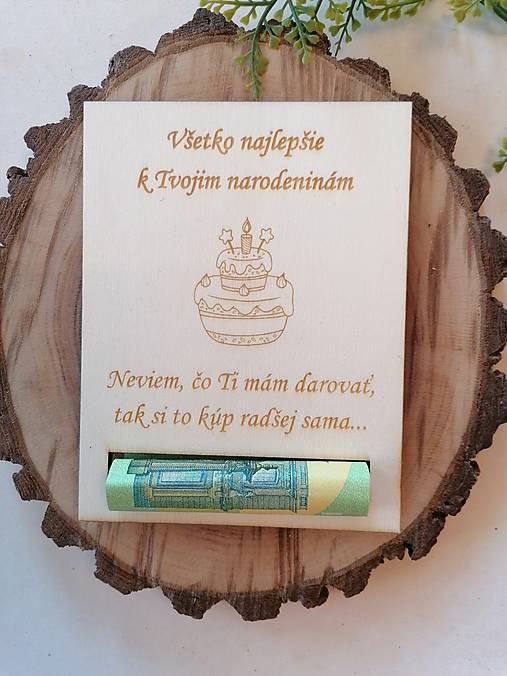 Všetko najlepšie
k Tvojim narodeninám
Neviem, čo Ti mám darovať,
tak si to kúp radšej sama...